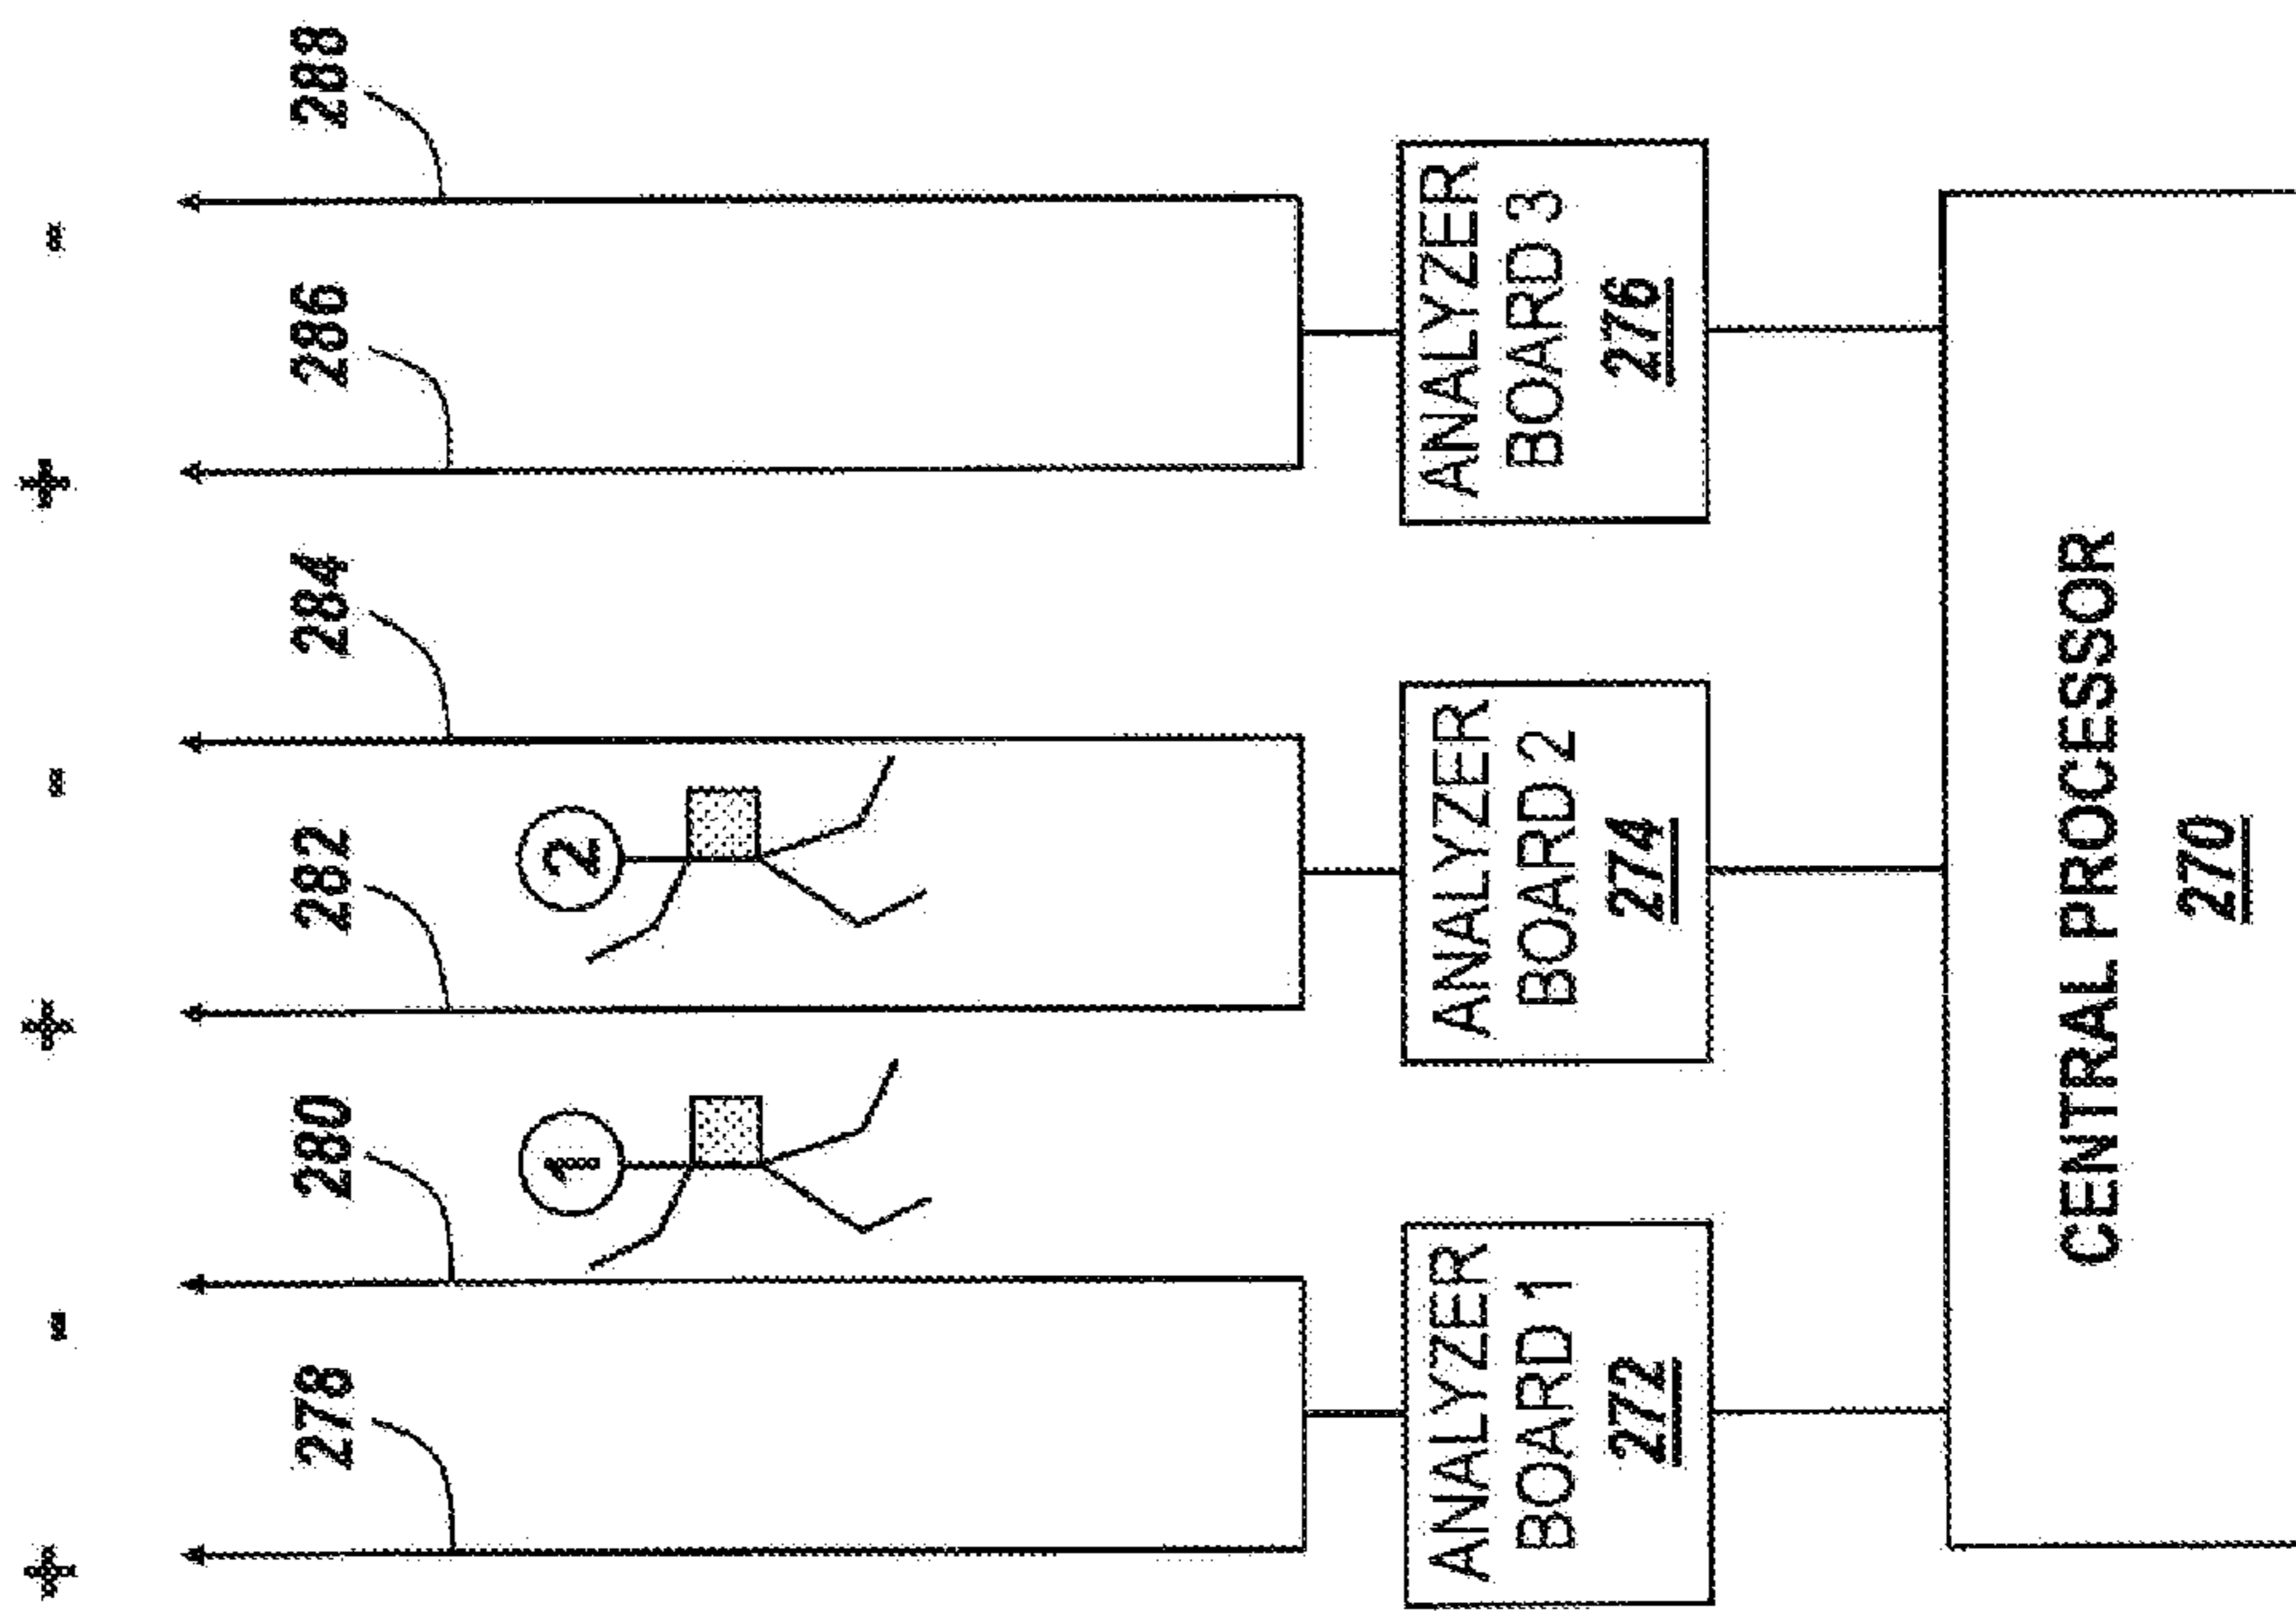 + - + - + -
278 280 282 284 286 288
1 2
ANALYZER
BOARD 1
272
ANALYZER
BOARD 2
274
ANALYZER
BOARD 3
276
CENTRAL PROCESSOR
270